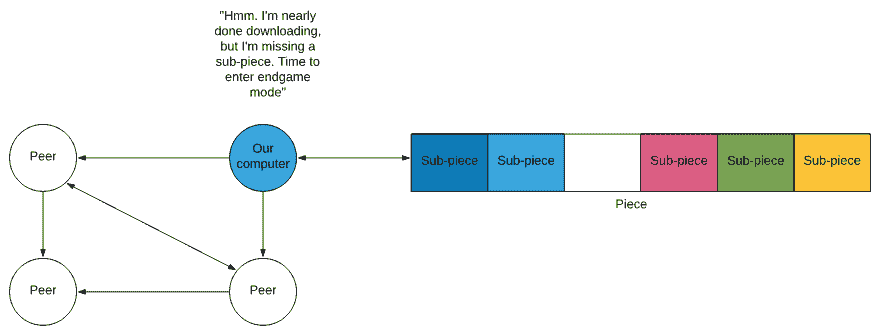 "Hmm. I'm nearly
done downloading,
but I'm missing a
sub-piece. Time to
enter endgame
mode"
Peer
Our
computer
Sub-piece
Sub-piece
Sub-piece
Sub-piece
Sub-piece
Piece
Peer
Peer